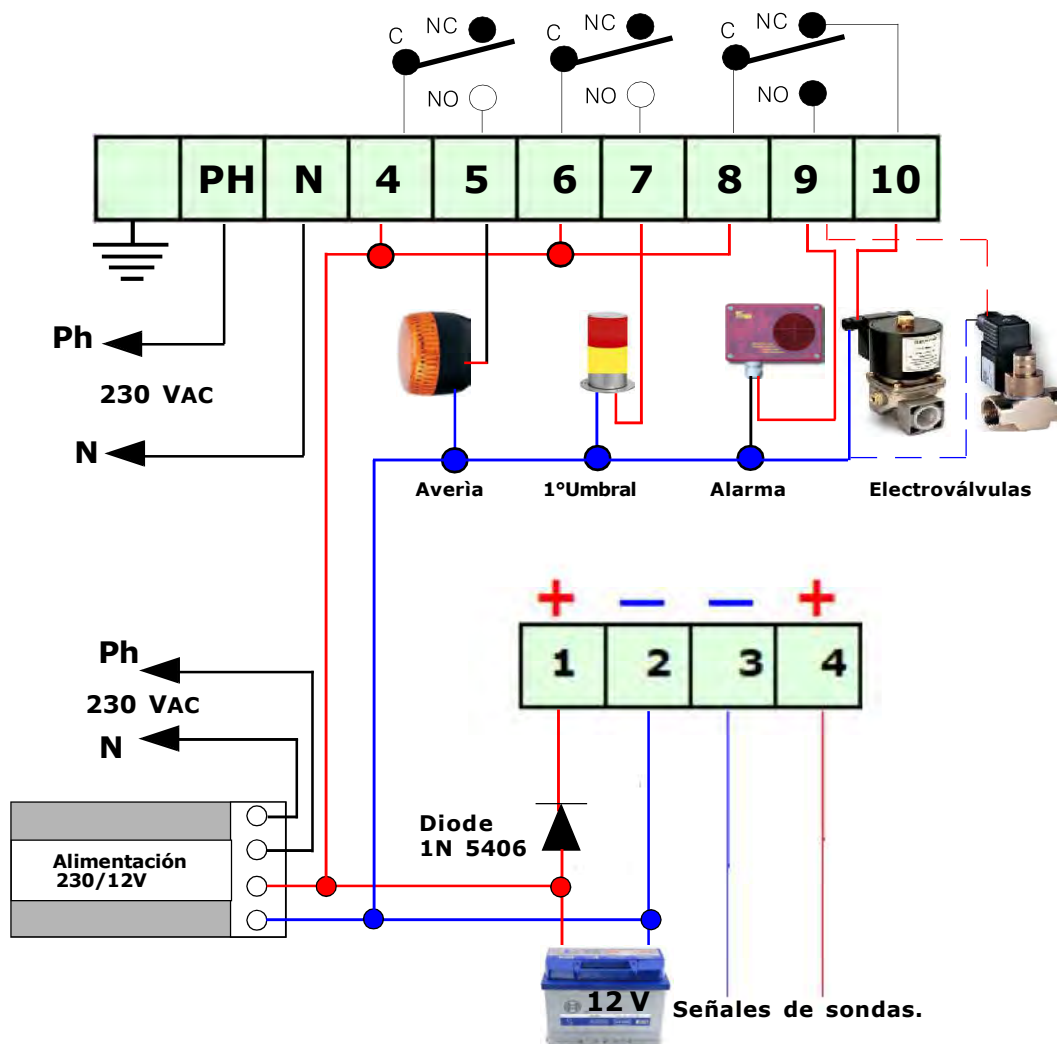 C NC
NO
C NC
NO
C NC
NO
PH N 4 5 6 7 8 9 10
Ph
230 VAC
N
Averìa
1°Umbral
Alarma
Electroválvulas
+ − − +
1 2 3 4
Ph
230 VAC
N
Diode
1N 5406
Alimentación
230/12V
12 V
Señales de sondas.